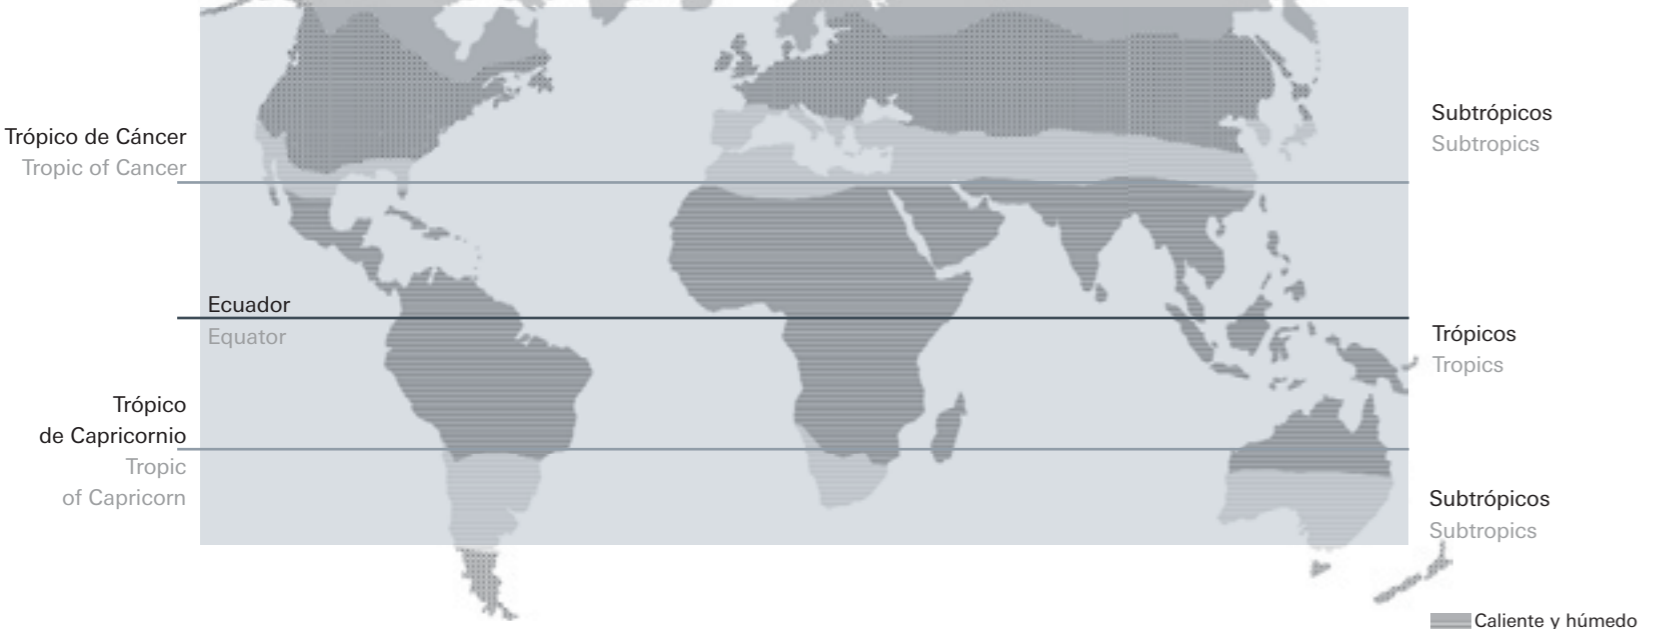 Trópico de Cáncer
Tropic of Cancer
Ecuador
Equator
Trópico
de Capricornio
Tropic
of Capricorn
Subtrópicos
Subtropics
Trópicos
Tropics
Subtrópicos
Subtropics
Caliente y húmedo